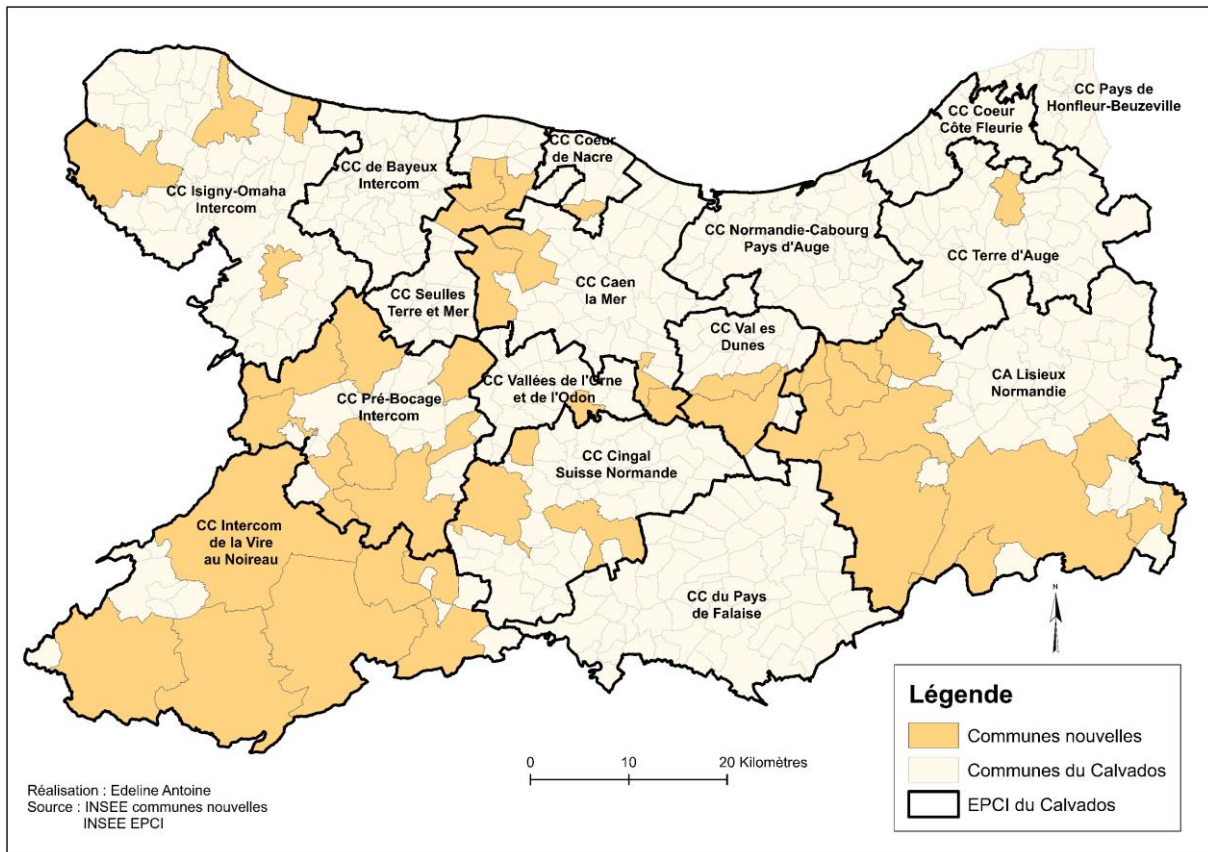 CC Pays de
Honfleur-Beuzeville
CC Coeur
Côte Fleurie
CC Coeur
de Nacre
CC de Bayeux
Intercom
CC Isigny-Omaha
Intercom
CC Normandie-Cabourg
Pays d'Auge
CC Terre d'Auge
CC Caen
la Mer
CC Seulles
Terre et Mer
CC Val es
Dunes
CA Lisieux
Normandie
CC Vallées de l'Orne
et de l'Odon
CC Pré-Bocage
Intercom
CC Cingal
Suisse Normande
CC Intercom
de la Vire
au Noireau
CC du Pays
de Falaise
N
Légende
Communes nouvelles
Communes du Calvados
EPCI du Calvados
0 10 20 Kilomètres
Réalisation : Edeline Antoine
Source : INSEE communes nouvelles
INSEE EPCI